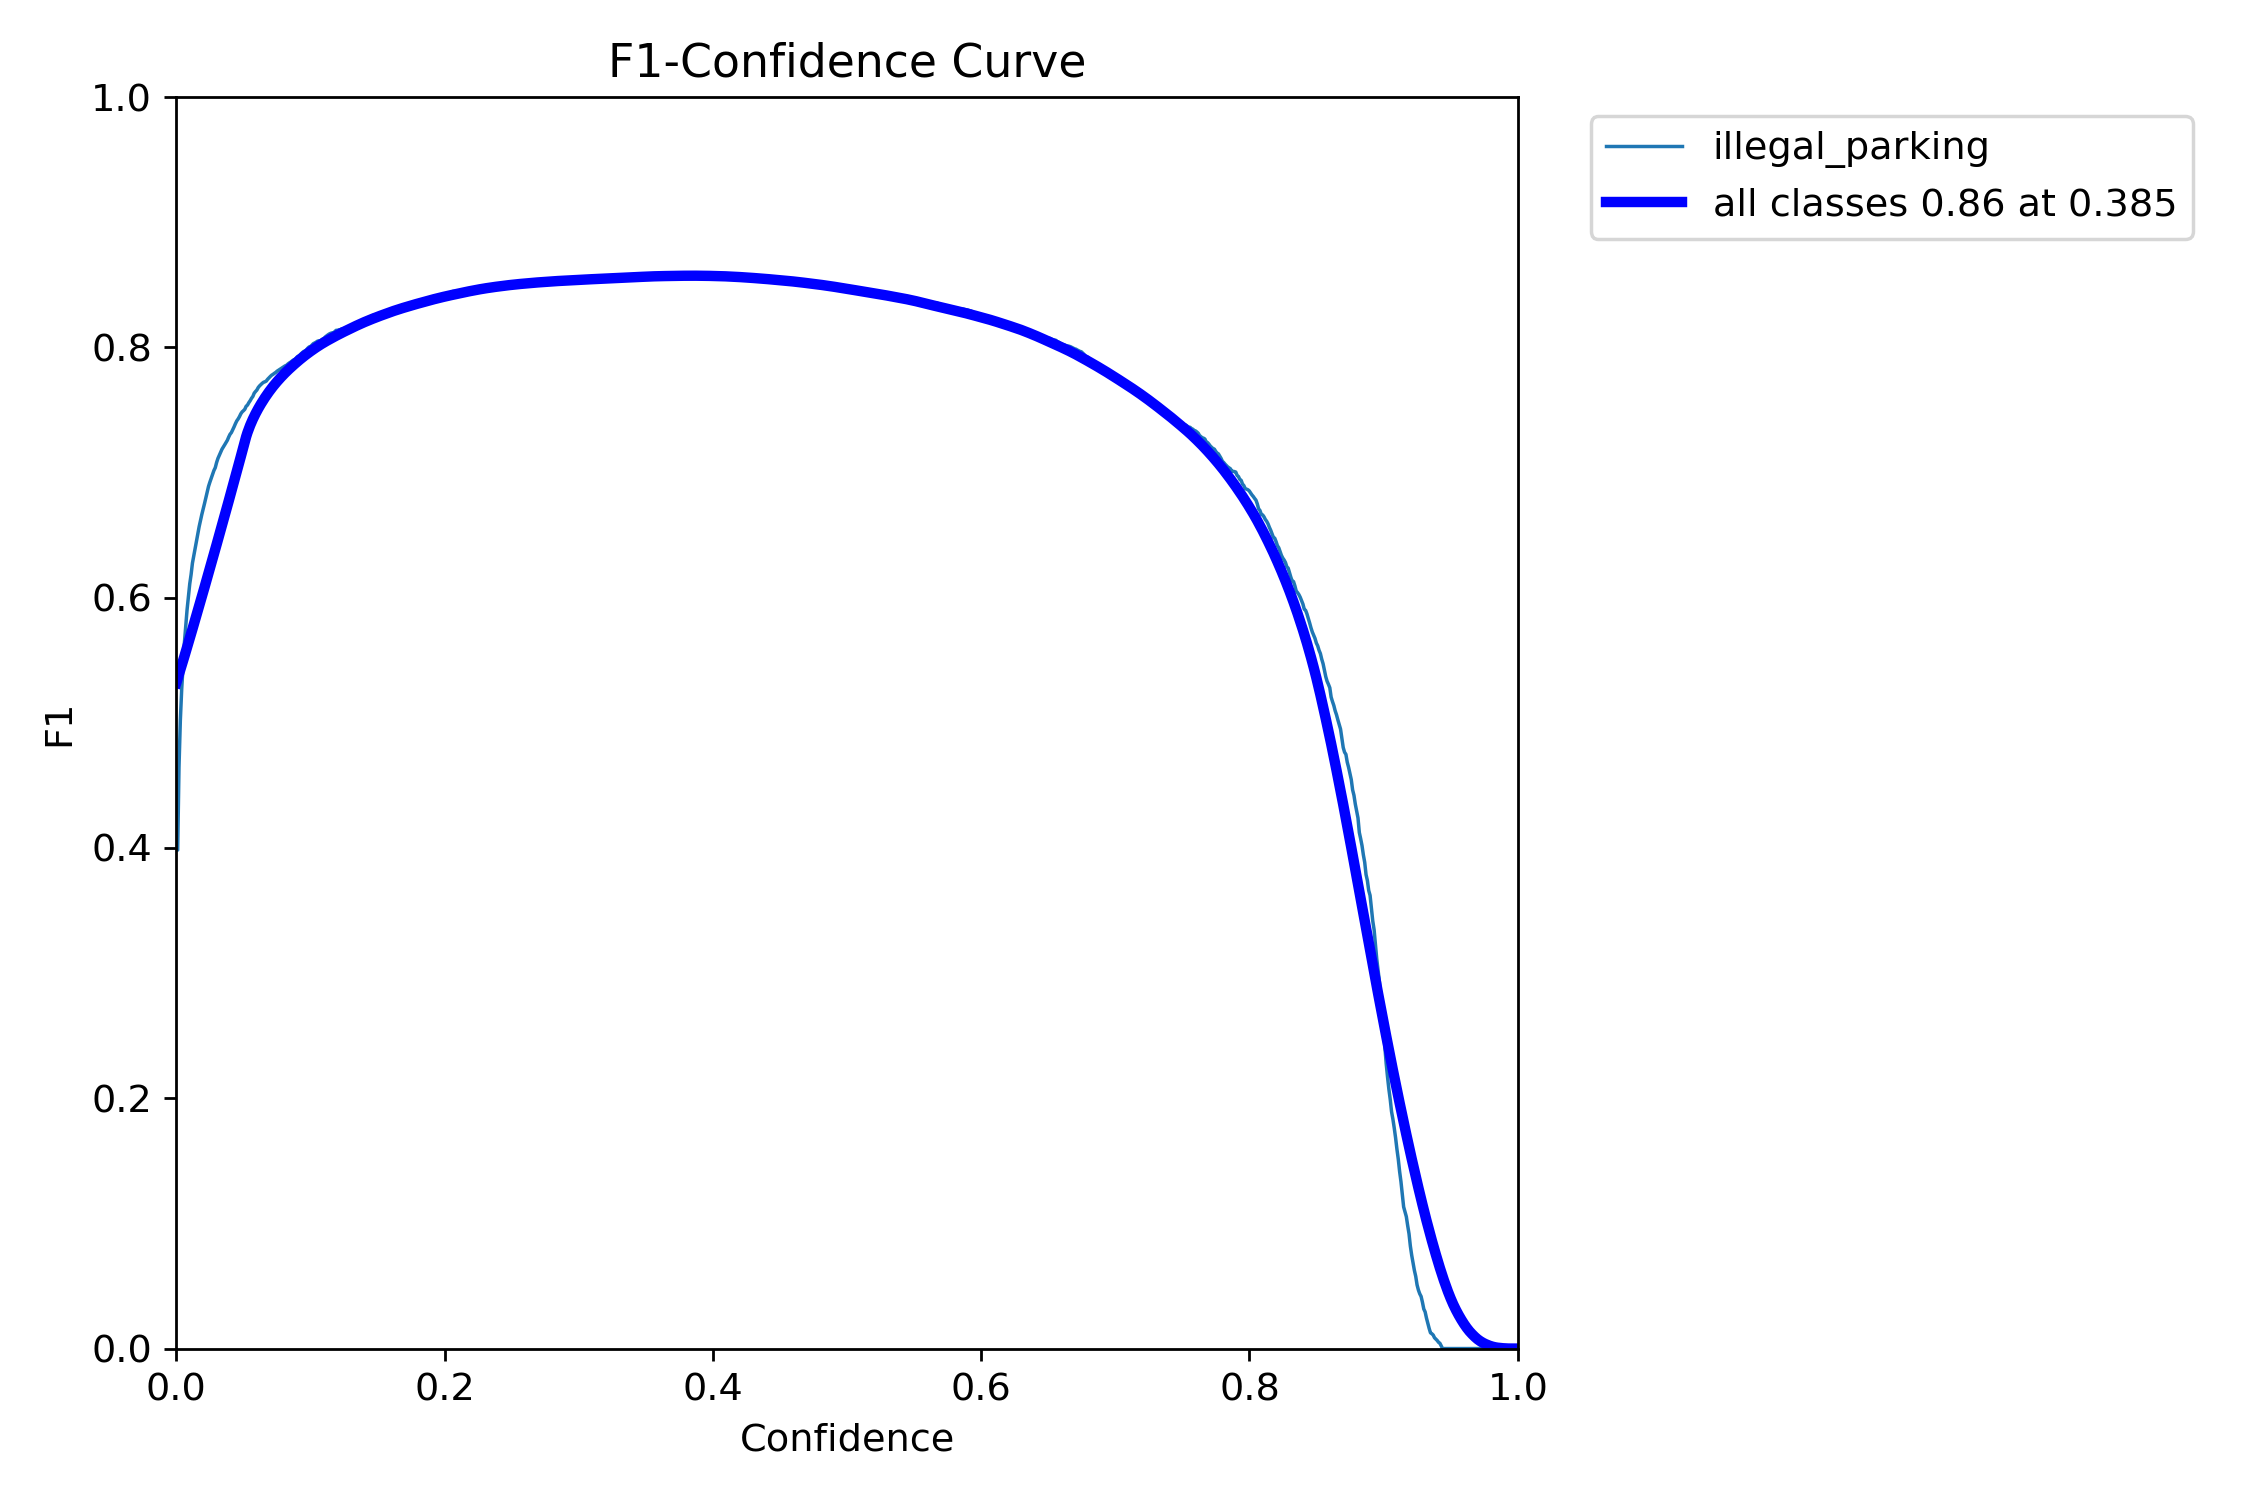 F1-Confidence Curve
1.0
0.8
0.6
0.4
0.2
0.0
F1
0.0 0.2 0.4 0.6 0.8 1.0
Confidence
illegal_parking
all classes 0.86 at 0.385